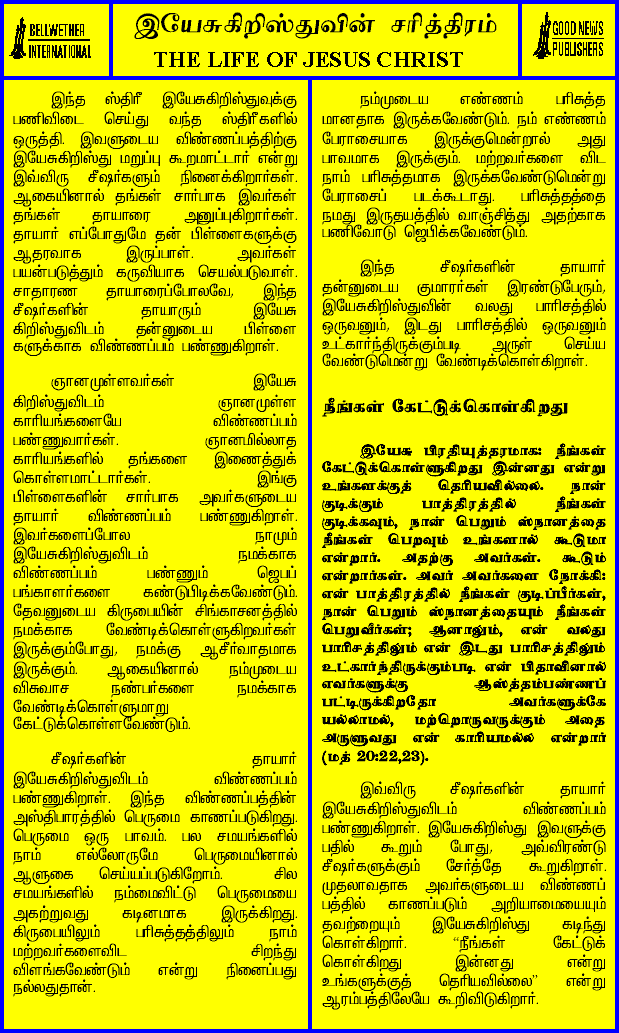 BELLWETHER
INTERNATIONAL
இயேசுகிறிஸ்துவின் சரித்திரம்
THE LIFE OF JESUS CHRIST
GOOD NEWS
PUBLISHERS
இந்த ஸ்திரீ இயேசுகிறிஸ்துவுக்கு
பணிவிடை செய்து வந்த ஸ்திரீகளில்
ஒருத்தி. இவளுடைய விண்ணப்பத்திற்கு
இயேசுகிறிஸ்து மறுப்பு கூறமாட்டார் என்று
இவ்விரு சீஷர்களும் நினைக்கிறார்கள்.
ஆகையினால் தங்கள் சார்பாக இவர்கள்
தங்கள் தாயாரை அனுப்புகிறார்கள்.
தாயார் எப்போதுமே தன் பிள்ளைகளுக்கு
ஆதரவாக இருப்பாள். அவர்கள்
பயன்படுத்தும் கருவியாக செயல்படுவாள்.
சாதாரண தாயாரைப்போலவே, இந்த
சீஷர்களின் தாயாரும் இயேசு
கிறிஸ்துவிடம் தன்னுடைய பிள்ளை
களுக்காக விண்ணப்பம் பண்ணுகிறாள்.
ஞானமுள்ளவர்கள் இயேசு
கிறிஸ்துவிடம் ஞானமுள்ள
காரியங்களையே விண்ணப்பம்
பண்ணுவார்கள். ஞானமில்லாத
காரியங்களில் தங்களை இணைத்துக்
கொள்ளமாட்டார்கள். இங்கு
பிள்ளைகளின் சார்பாக அவர்களுடைய
தாயார் விண்ணப்பம் பண்ணுகிறாள்.
இவர்களைப்போல நாமும்
இயேசுகிறிஸ்துவிடம் நமக்காக
விண்ணப்பம் பண்ணும் ஜெபப்
பங்காளர்களை கண்டுபிடிக்கவேண்டும்.
தேவனுடைய கிருபையின் சிங்காசனத்தில்
நமக்காக வேண்டிக்கொள்ளுகிறவர்கள்
இருக்கும்போது, நமக்கு ஆசீர்வாதமாக
இருக்கும். ஆகையினால் நம்முடைய
விசுவாச நண்பர்களை நமக்காக
வேண்டிக்கொள்ளுமாறு
கேட்டுக்கொள்ளவேண்டும்.
சீஷர்களின் தாயார்
இயேசுகிறிஸ்துவிடம் விண்ணப்பம்
பண்ணுகிறாள். இந்த விண்ணப்பத்தின்
அஸ்திபாரத்தில் பெருமை காணப்படுகிறது.
பெருமை ஒரு பாவம். பல சமயங்களில்
நாம் எல்லோருமே பெருமையினால்
ஆளுகை செய்யப்படுகிறோம். சில
சமயங்களில் நம்மைவிட்டு பெருமையை
அகற்றுவது கடினமாக இருக்கிறது.
கிருபையிலும் பரிசுத்தத்திலும் நாம்
மற்றவர்களைவிட சிறந்து
விளங்கவேண்டும் என்று நினைப்பது
நல்லதுதான்.
நம்முடைய எண்ணம் பரிசுத்த
மானதாக இருக்கவேண்டும். நம் எண்ணம்
பேராசையாக இருக்குமென்றால் அது
பாவமாக இருக்கும். மற்றவர்களை விட
நாம் பரிசுத்தமாக இருக்கவேண்டுமென்று
பேராசைப் படக்கூடாது. பரிசுத்தத்தை
நமது இருதயத்தில் வாஞ்சித்து அதற்காக
பணிவோடு ஜெபிக்கவேண்டும்.
இந்த சீஷர்களின் தாயார்
தன்னுடைய குமாரர்கள் இரண்டுபேரும்,
இயேசுகிறிஸ்துவின் வலது பாரிசத்தில்
ஒருவனும், இடது பாரிசத்தில் ஒருவனும்
உட்கார்ந்திருக்கும்படி அருள் செய்ய
வேண்டுமென்று வேண்டிக்கொள்கிறாள்.
நீங்கள் கேட்டுக்கொள்கிறது
இயேசு பிரதியுத்தரமாக: நீங்கள்
கேட்டுக்கொள்ளுகிறது இன்னது என்று
உங்களக்குத் தெரியவில்லை. நான்
குடிக்கும் பாத்திரத்தில் நீங்கள்
குடிக்கவும், நான் பெறும் ஸ்நானத்தை
நீங்கள் பெறவும் உங்களால் கூடுமா
என்றார். அதற்கு அவர்கள். கூடும்
என்றார்கள். அவர் அவர்களை நோக்கி:
என் பாத்திரத்தில் நீங்கள் குடிப்பீர்கள்,
நான் பெறும் ஸ்நானத்தையும் நீங்கள்
பெறுவீர்கள்; ஆனாலும், என் வலது
பாரிசத்திலும் என் இடது பாரிசத்திலும்
உட்கார்ந்திருக்கும்படி என் பிதாவினால்
எவர்களுக்கு ஆஸ்த்தம்பண்ணப்
பட்டிருக்கிறதோ அவர்களுக்கே
யல்லாமல், மற்றொருவருக்கும் அதை
அருளுவது என் காரியமல்ல என்றார்
(மத் 20:22,23).
இவ்விரு சீஷர்களின் தாயார்
இயேசுகிறிஸ்துவிடம் விண்ணப்பம்
பண்ணுகிறாள். இயேசுகிறிஸ்து இவளுக்கு
பதில் கூறும் போது, அவ்விரண்டு
சீஷர்களுக்கும் சேர்த்தே கூறுகிறாள்.
முதலாவதாக அவர்களுடைய விண்ணப்
பத்தில் காணப்படும் அறியாமையையும்
தவற்றையும் இயேசுகிறிஸ்து கடிந்து
கொள்கிறார். “நீங்கள் கேட்டுக்
கொள்கிறது இன்னது என்று
உங்களுக்குத் தெரியவில்லை” என்று
ஆரம்பத்திலேயே கூறிவிடுகிறார்.